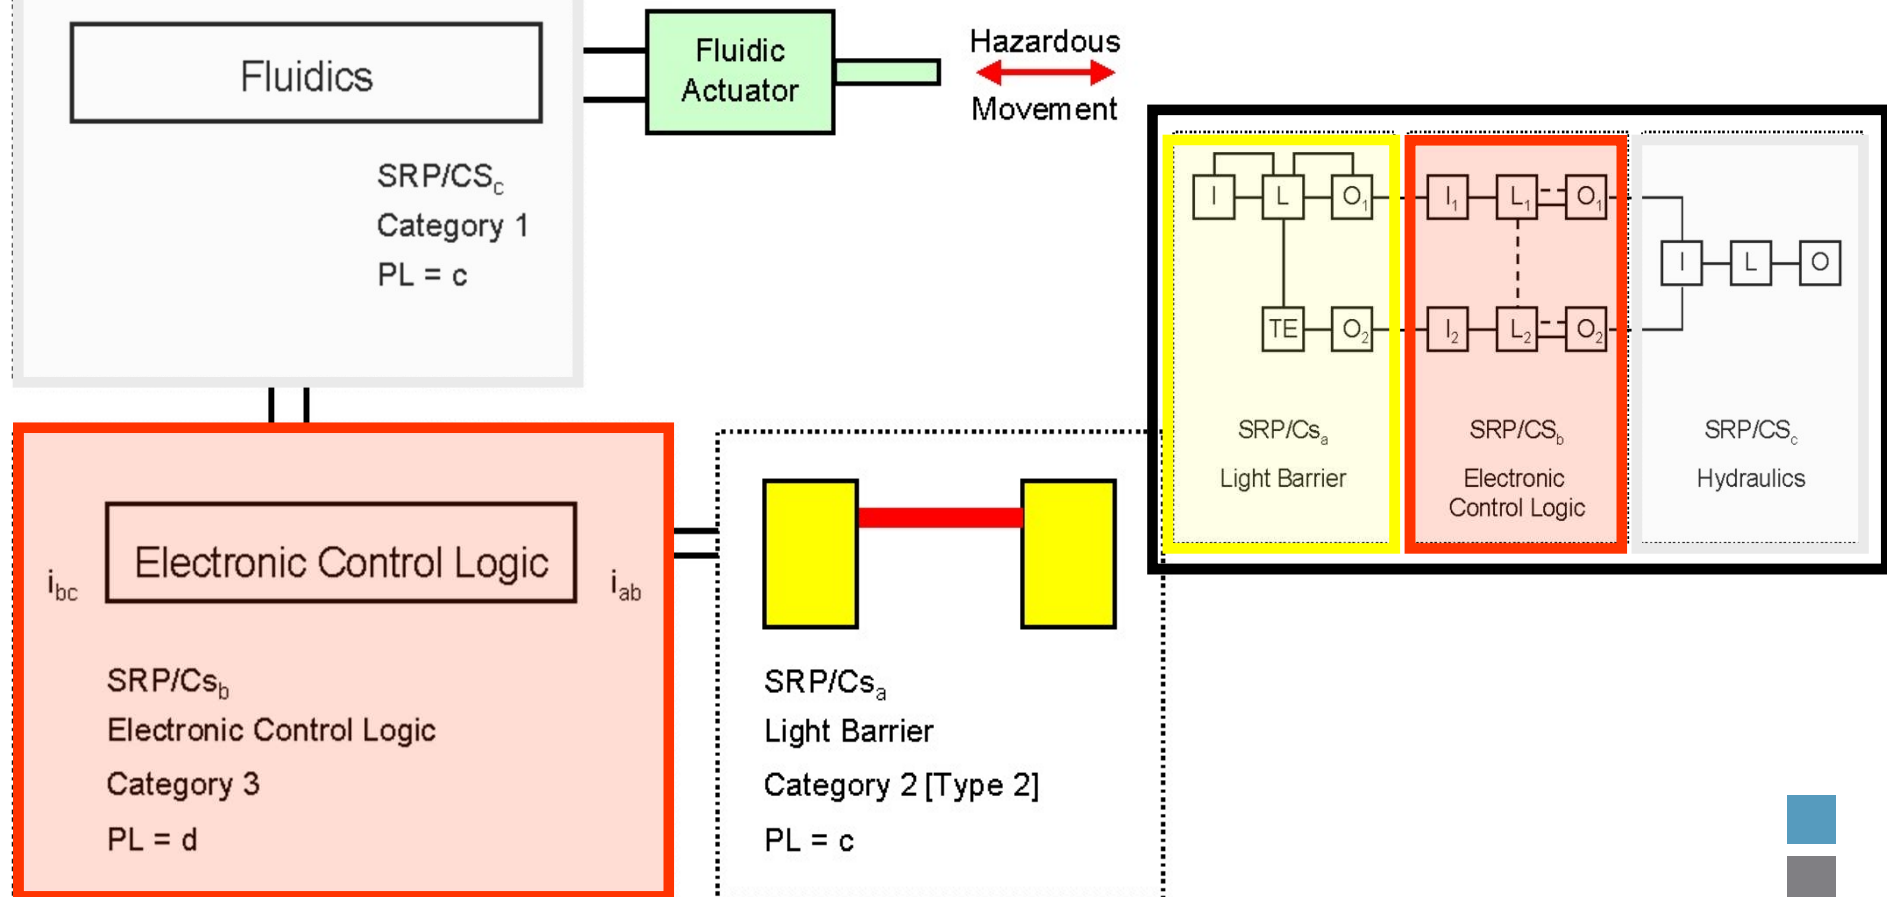 Fluidics
SRP/CSc
Category 1
PL = c
Fluidic
Actuator
Hazardous
Movement
I L O1 I1 L1 O1
I L O
TE O2 I2 L2 O2
SRP/Csa
Light Barrier
SRP/CSb
Electronic
Control Logic
SRP/CSc
Hydraulics
ibc
Electronic Control Logic
iab
SRP/Csb
Electronic Control Logic
Category 3
PL = d
SRP/Csa
Light Barrier
Category 2 [Type 2]
PL = c